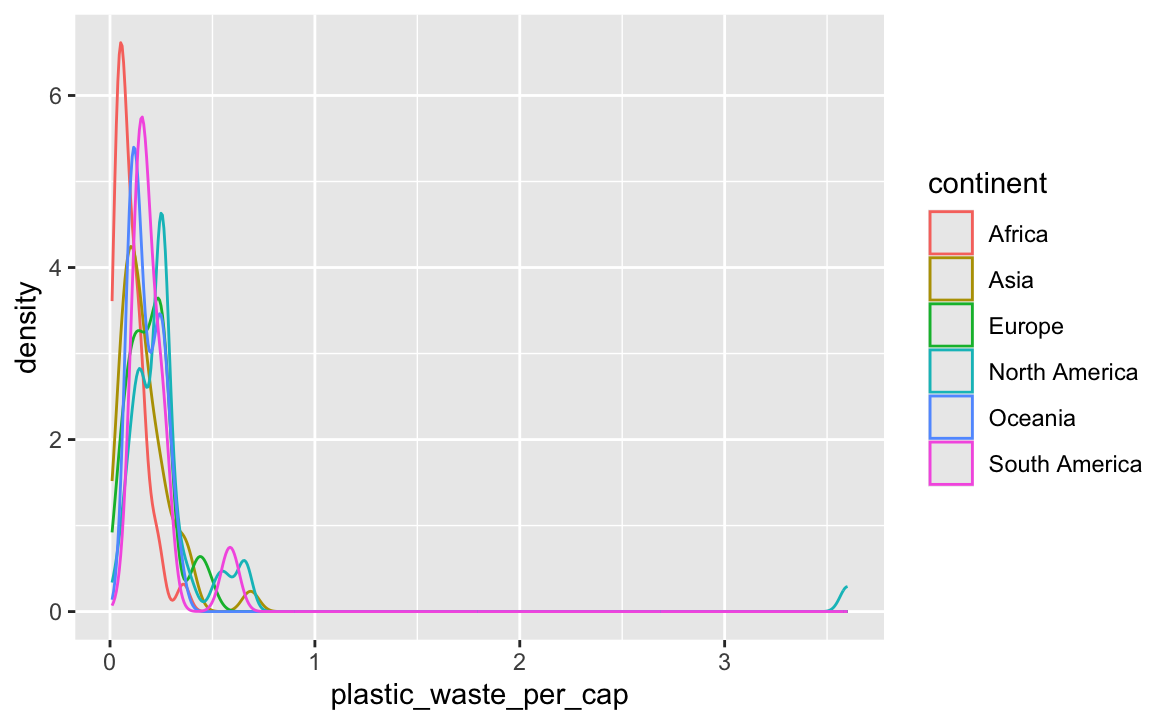 6
4
2
0
density
0 1 2 3
plastic_waste_per_cap
continent
Africa
Asia
Europe
North America
Oceania
South America